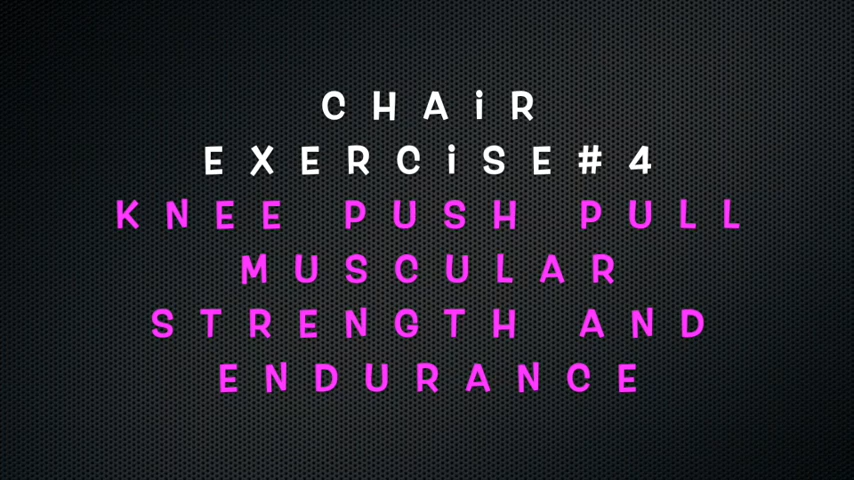 CHAiR
EXERCiSE#4
KNEE PUSH PULL
MUSCULAR
STRENGTH AND
ENDURANCE